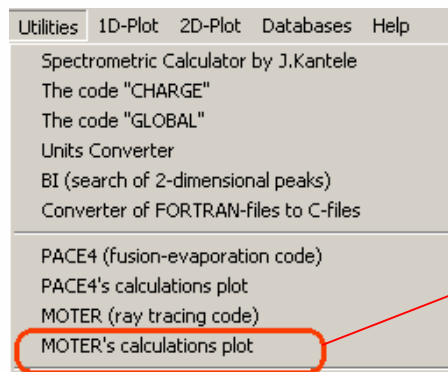 Utilities 1D-Plot 2D-Plot Databases Help
Spectrometric Calculator by J.Kantele
The code "CHARGE"
The code "GLOBAL"
Units Converter
BI (search of 2-dimensional peaks)
Converter of FORTRAN-files to C-files
PACE4 (fusion-evaporation code)
PACE4's calculations plot
MOTER (ray tracing code)
MOTER's calculations plot